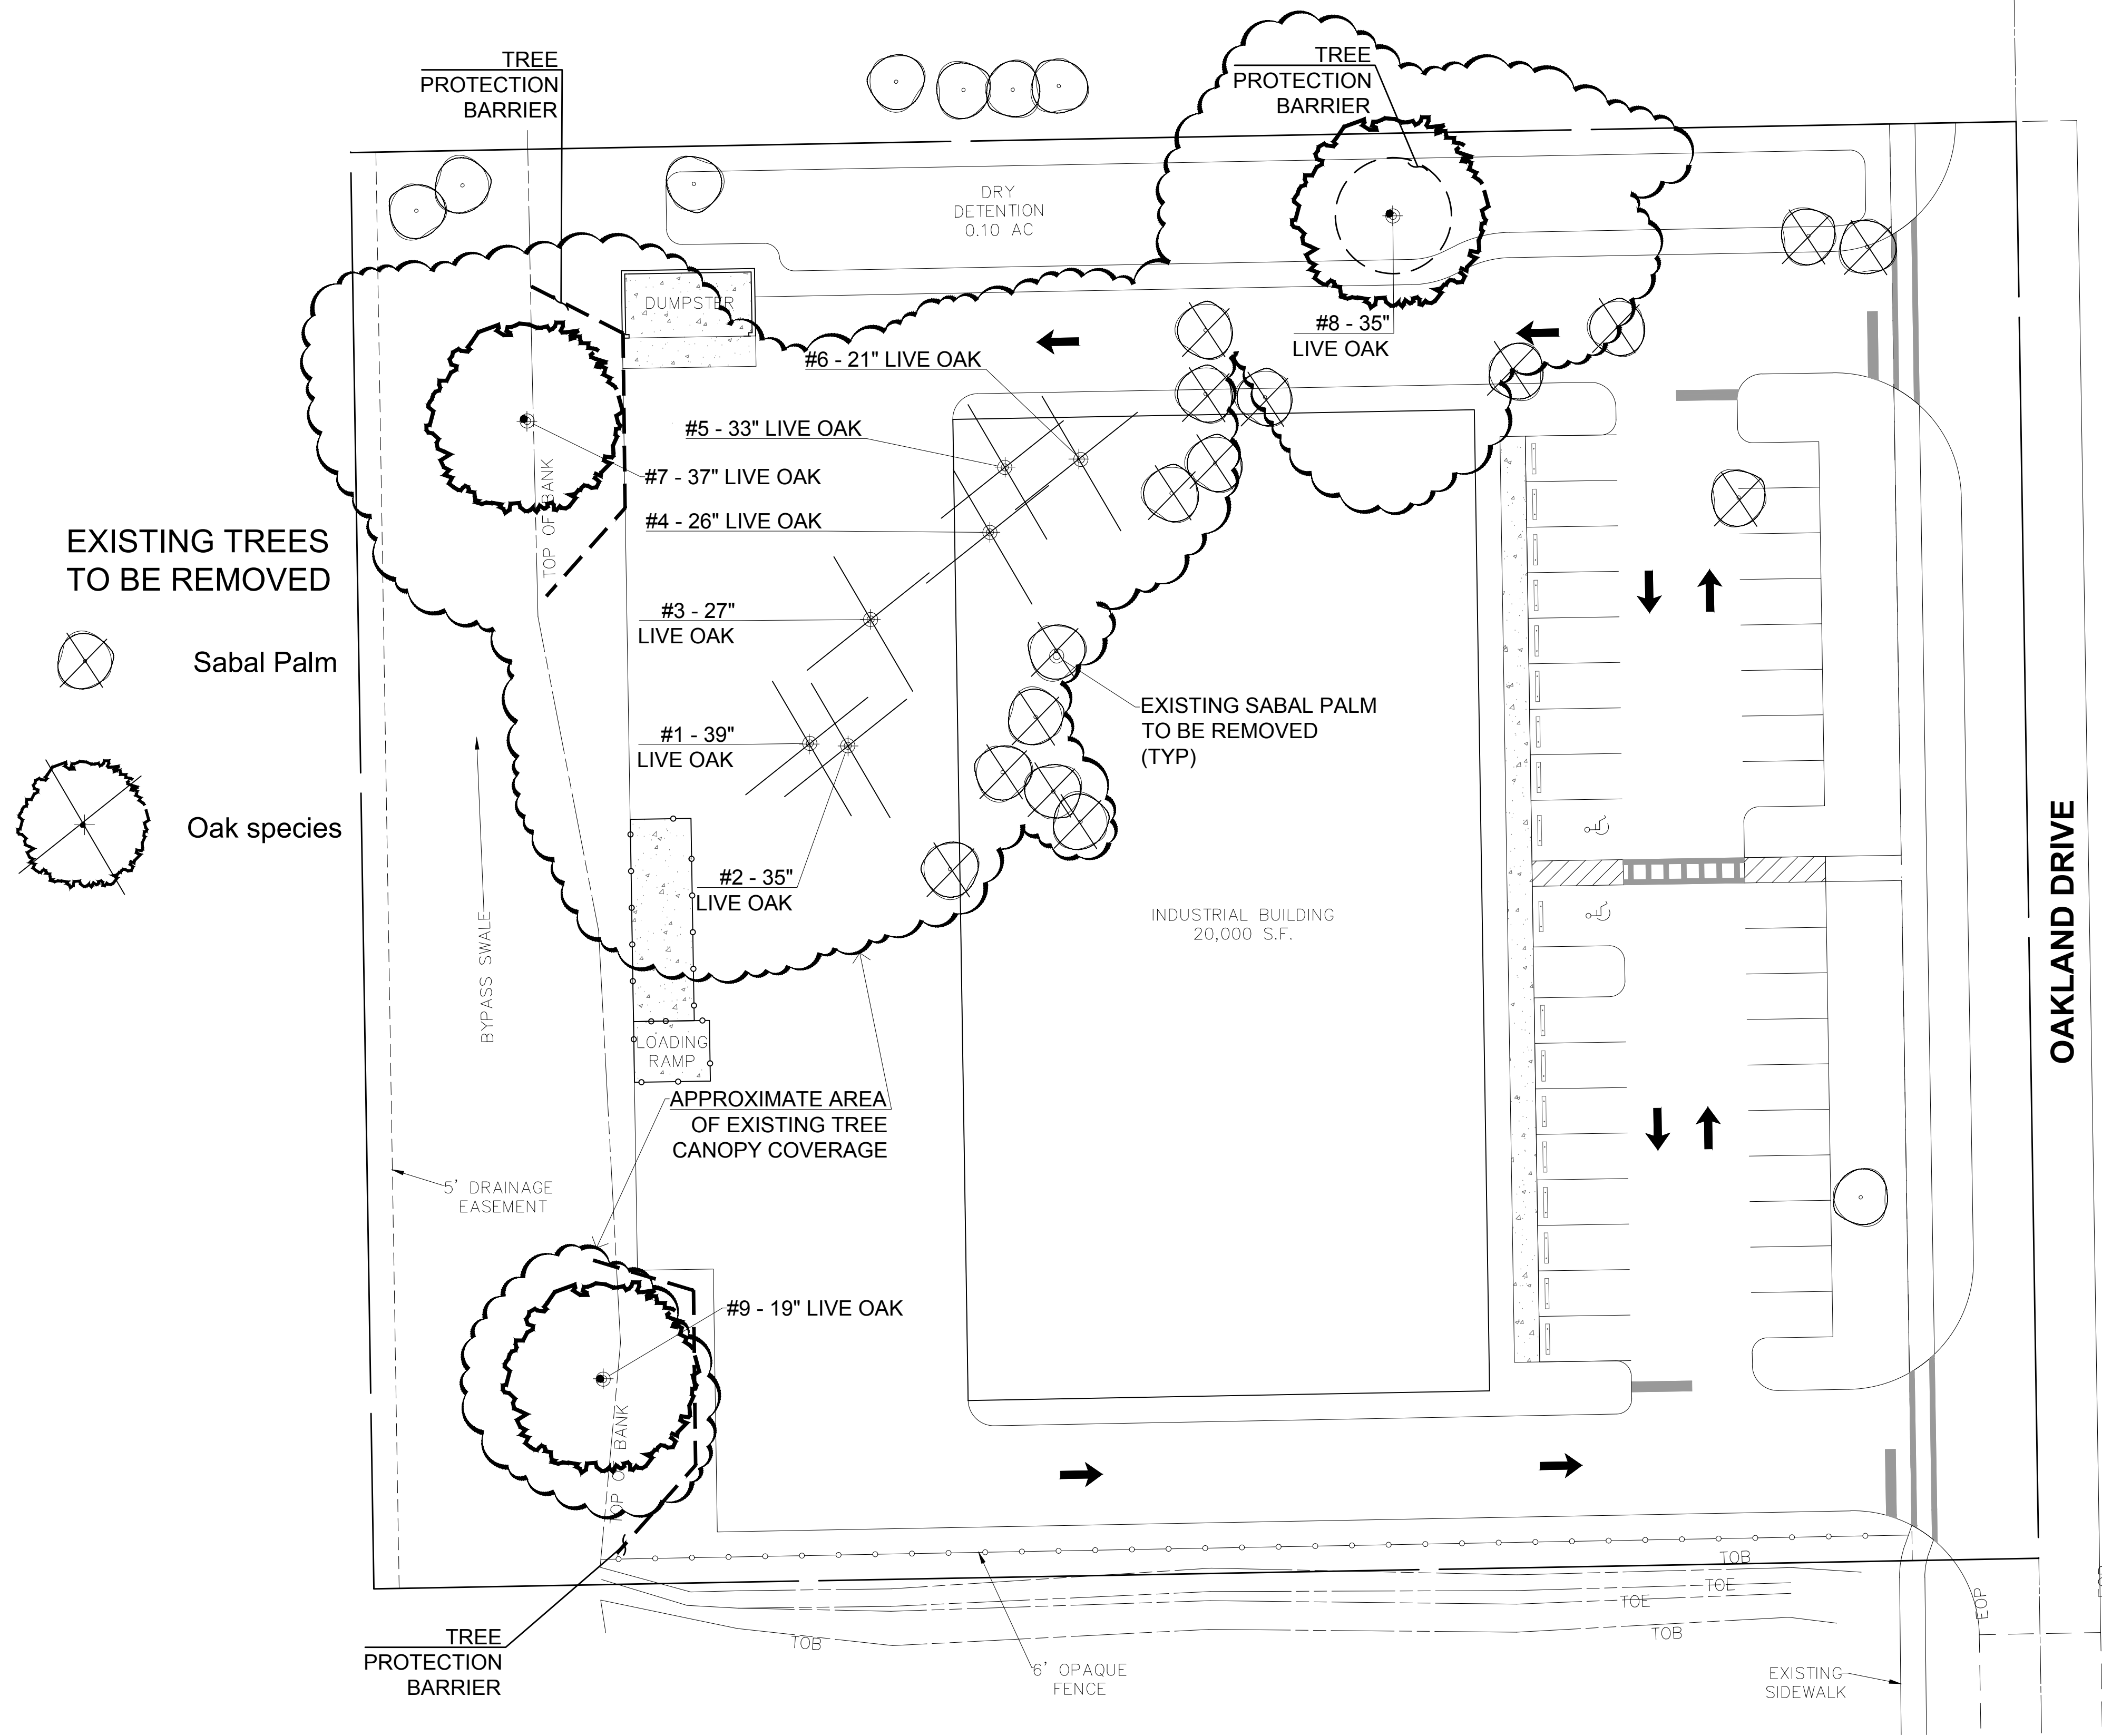 TREE
PROTECTION
BARRIER
TREE
PROTECTION
BARRIER
DRY
DETENTION
0.10 AC
DUMPSTER
#8 - 35"
LIVE OAK
#6 - 21" LIVE OAK
#5 - 33" LIVE OAK
#7 - 37" LIVE OAK
#4 - 26" LIVE OAK
TOP OF BANK
EXISTING TREES
TO BE REMOVED
Sabal Palm
Oak species
#3 - 27"
LIVE OAK
#1 - 39"
LIVE OAK
EXISTING SABAL PALM
TO BE REMOVED
(TYP)
#2 - 35"
LIVE OAK
INDUSTRIAL BUILDING
20,000 S.F.
OAKLAND DRIVE
BYPASS SWALE
LOADING
RAMP
APPROXIMATE AREA
OF EXISTING TREE
CANOPY COVERAGE
5' DRAINAGE
EASEMENT
#9 - 19" LIVE OAK
TOP OF BANK
TOB
TOE
TOE
TOB
TOB
EOP
EOP
TREE
PROTECTION
BARRIER
6' OPAQUE
FENCE
EXISTING
SIDEWALK